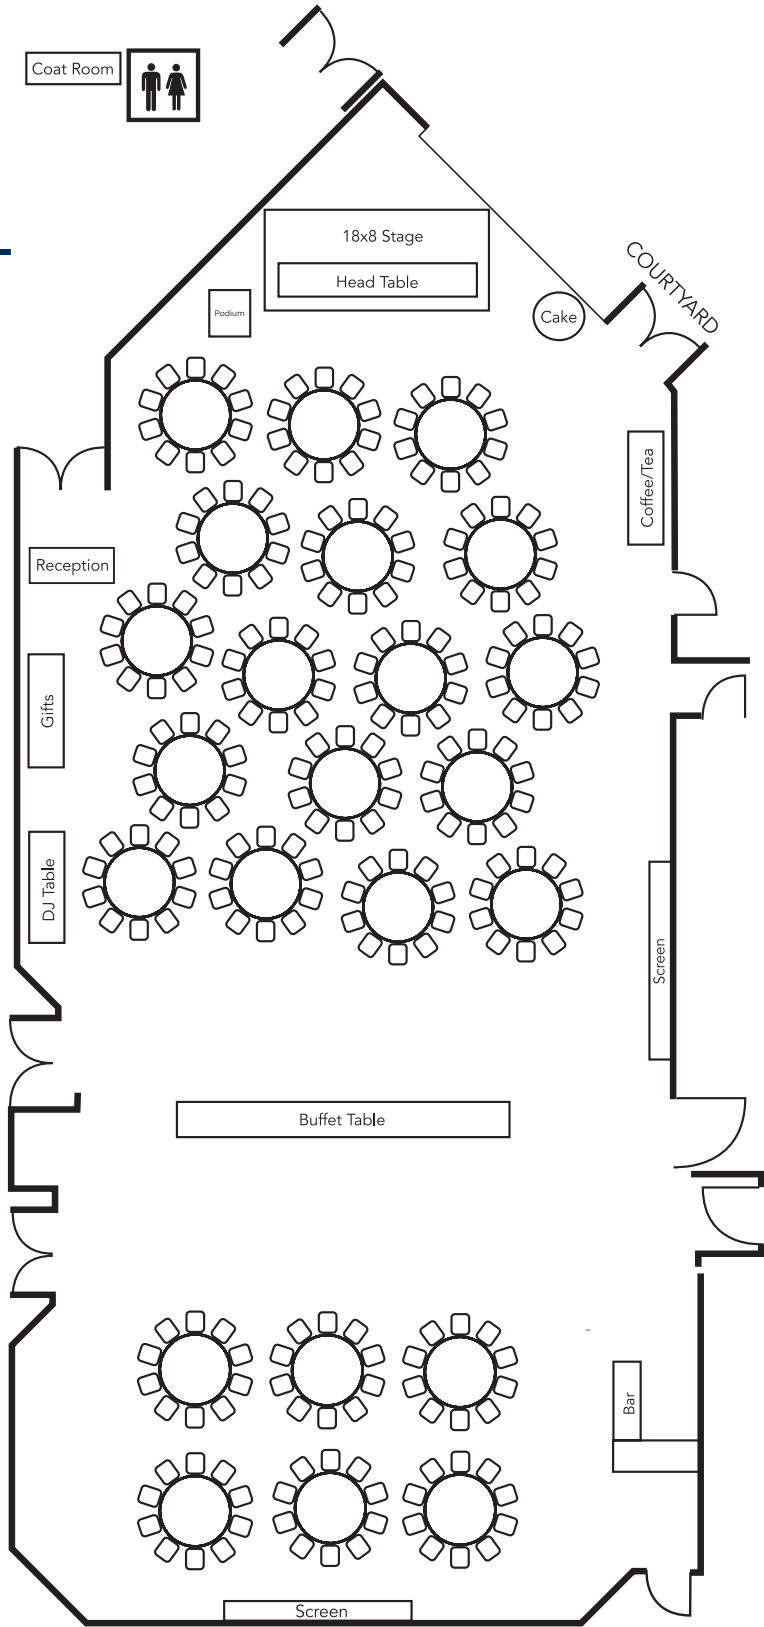 Coat Room
COURTYARD
18x8 Stage
Head Table
Podium
Cake
Coffee/Tea
Reception
Gifts
DJ Table
Screen
Buffet Table
Bar
Screen